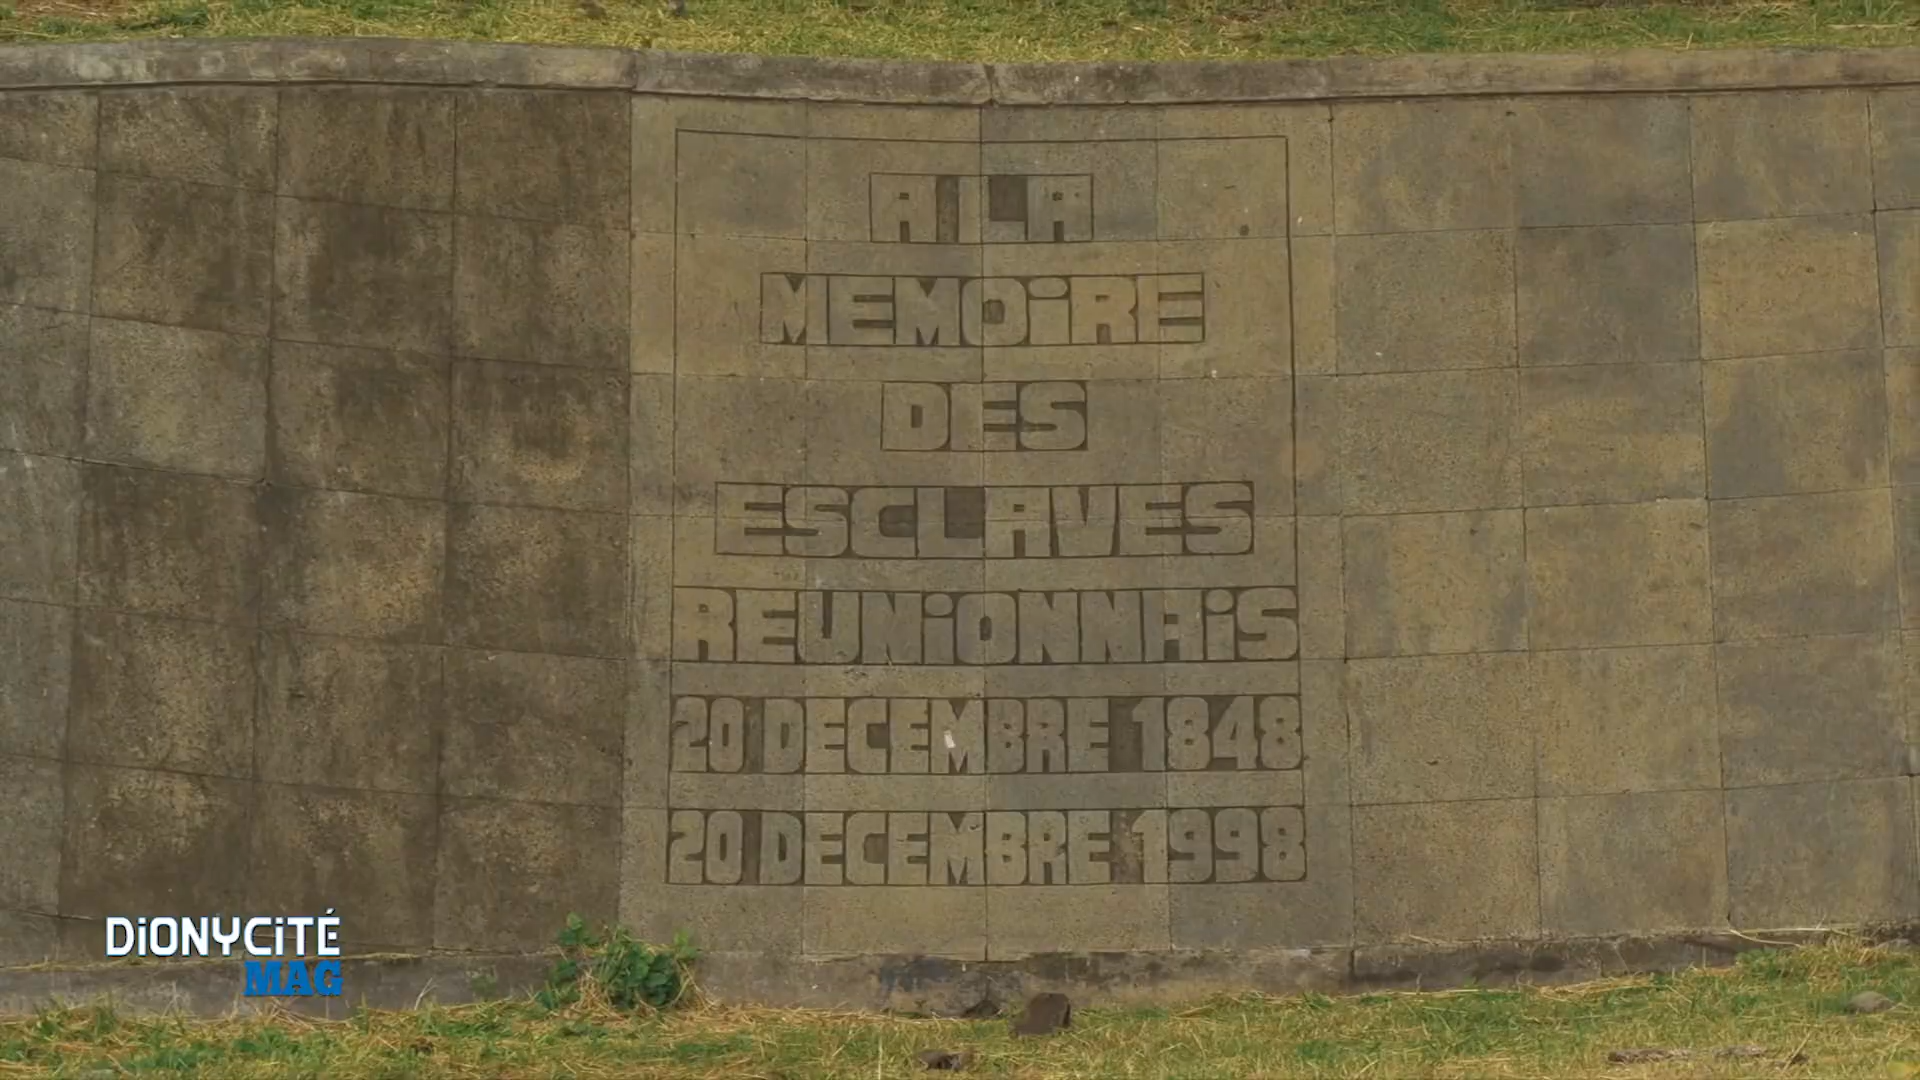 A LA
MEMOiRE
DES
ESCLAVES
REUNiONNAiS
20 DECEMBRE 1848
20 DECEMBRE 1998
DiONYCiTÉ
MAG